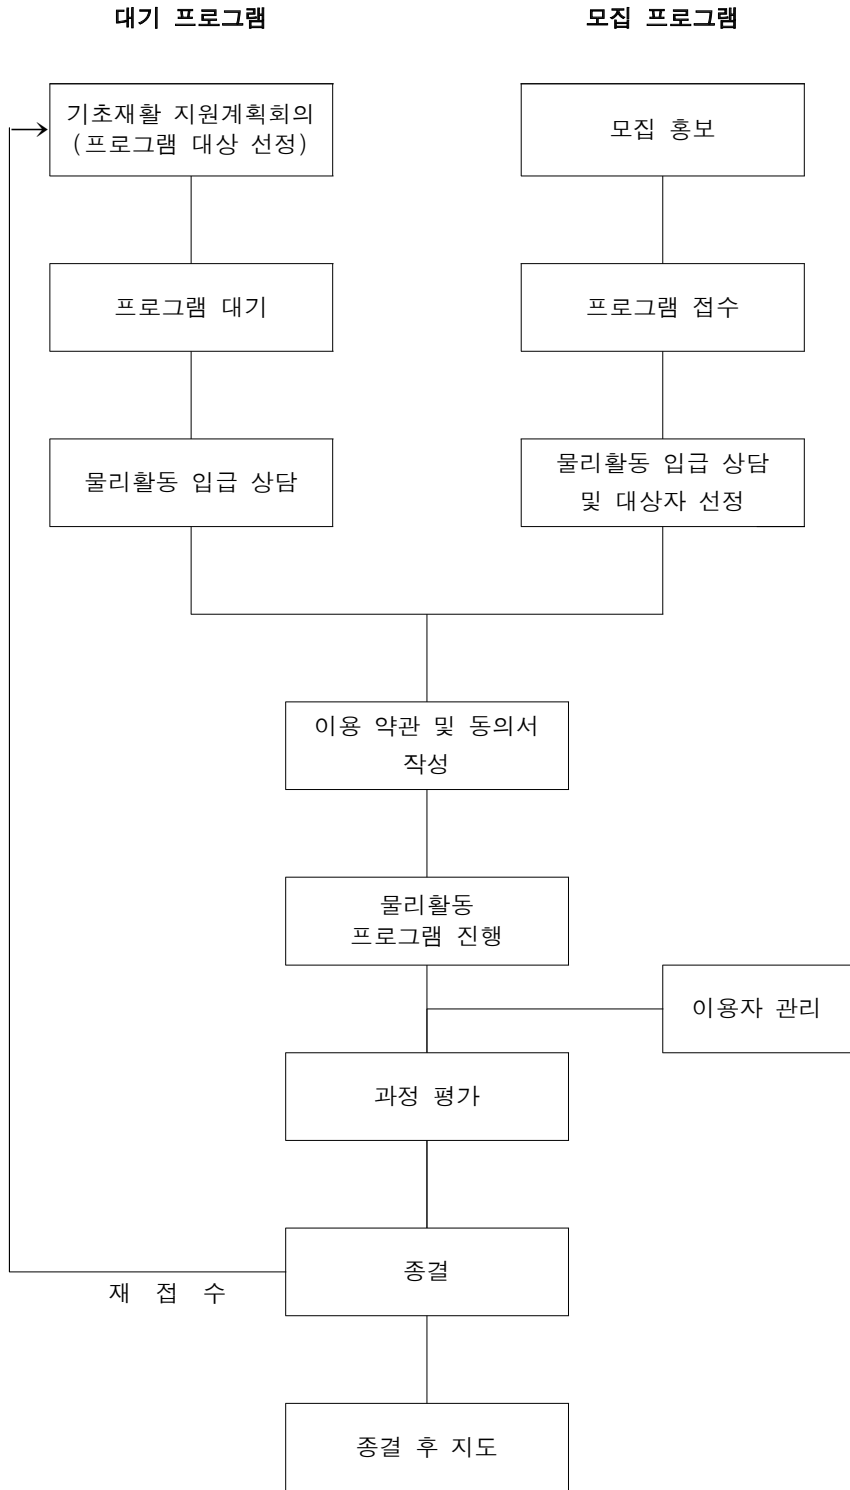 대기 프로그램
모집 프로그램
기초재활 지원계획회의
(프로그램 대상 선정)
모집 홍보
프로그램 대기
프로그램 접수
물리활동 입급 상담
물리활동 입급 상담
및 대상자 선정
이용 약관 및 동의서
작성
물리활동
프로그램 진행
이용자 관리
과정 평가
종결
재 접 수
종결 후 지도